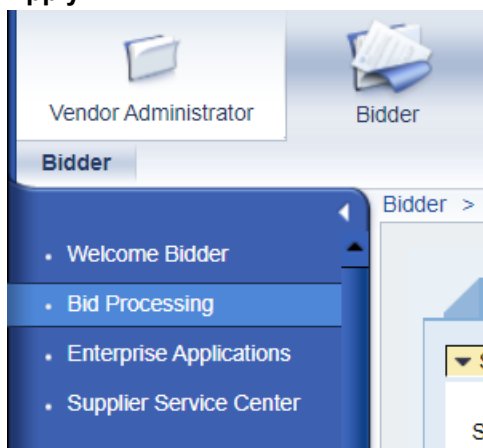 Vendor Administrator
Bidder
Bidder
Bidder >
Welcome Bidder
Bid Processing
Enterprise Applications
Supplier Service Center
S
S